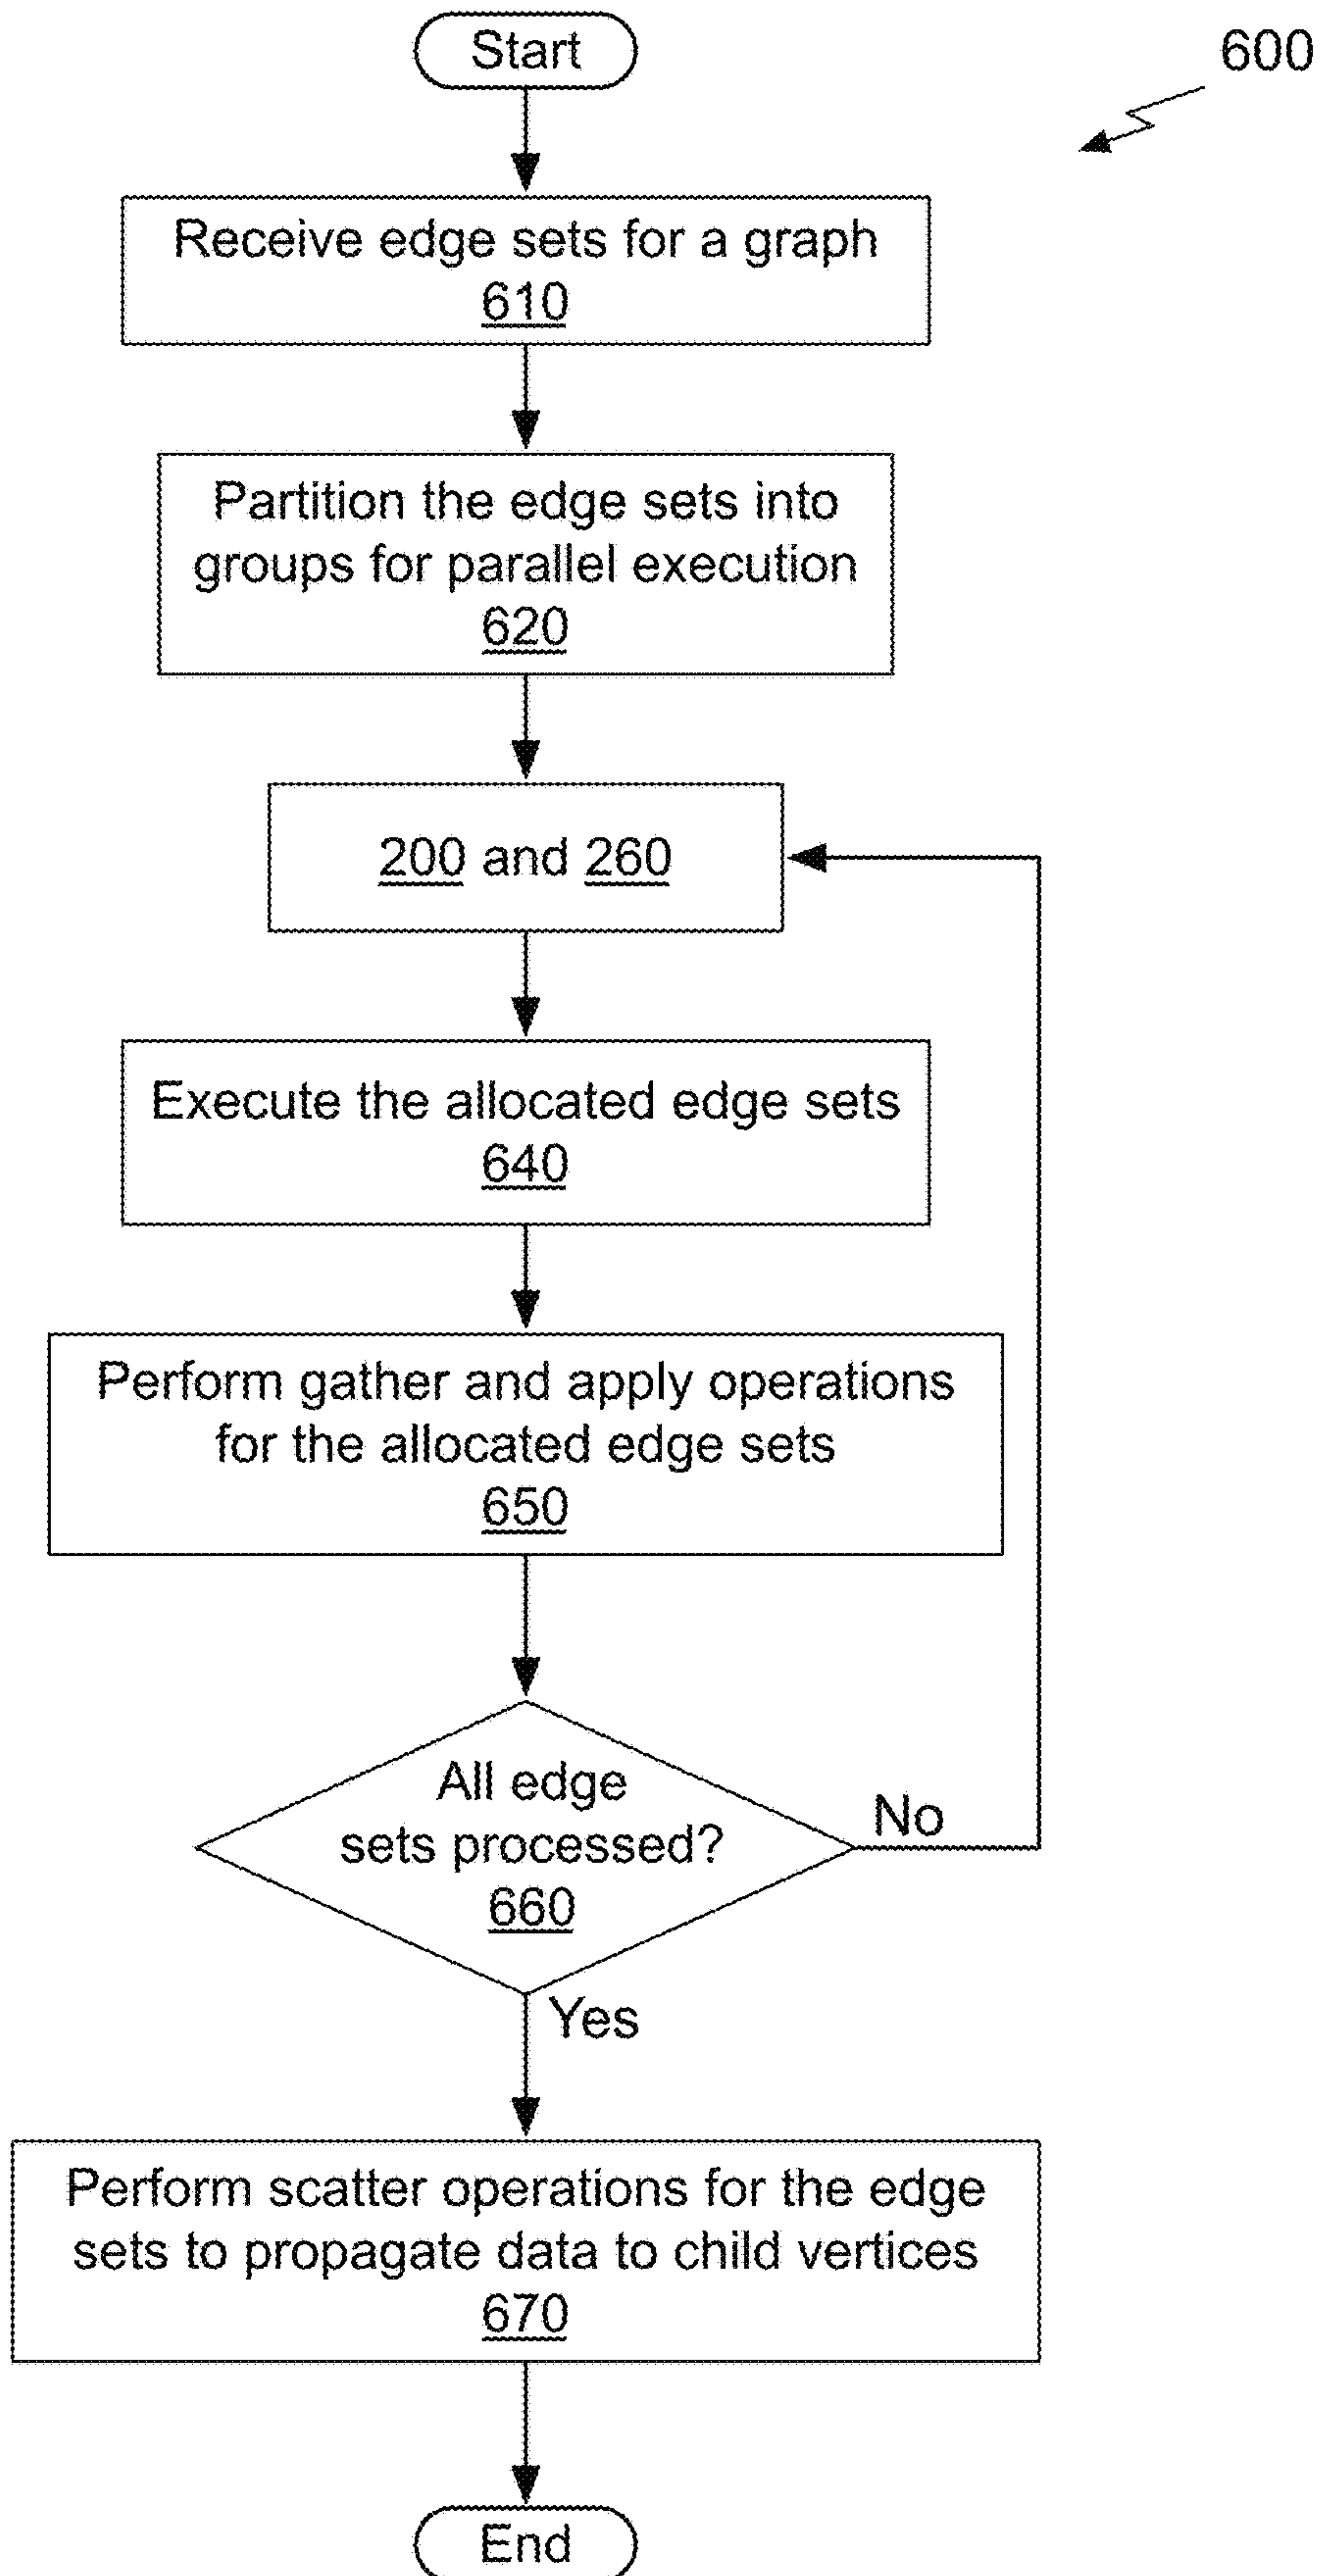 Start
600
Receive edge sets for a graph
610
Partition the edge sets into
groups for parallel execution
620
200 and 260
Execute the allocated edge sets
640
Perform gather and apply operations
for the allocated edge sets
650
All edge
sets processed?
660
No
Yes
Perform scatter operations for the edge
sets to propagate data to child vertices
670
End